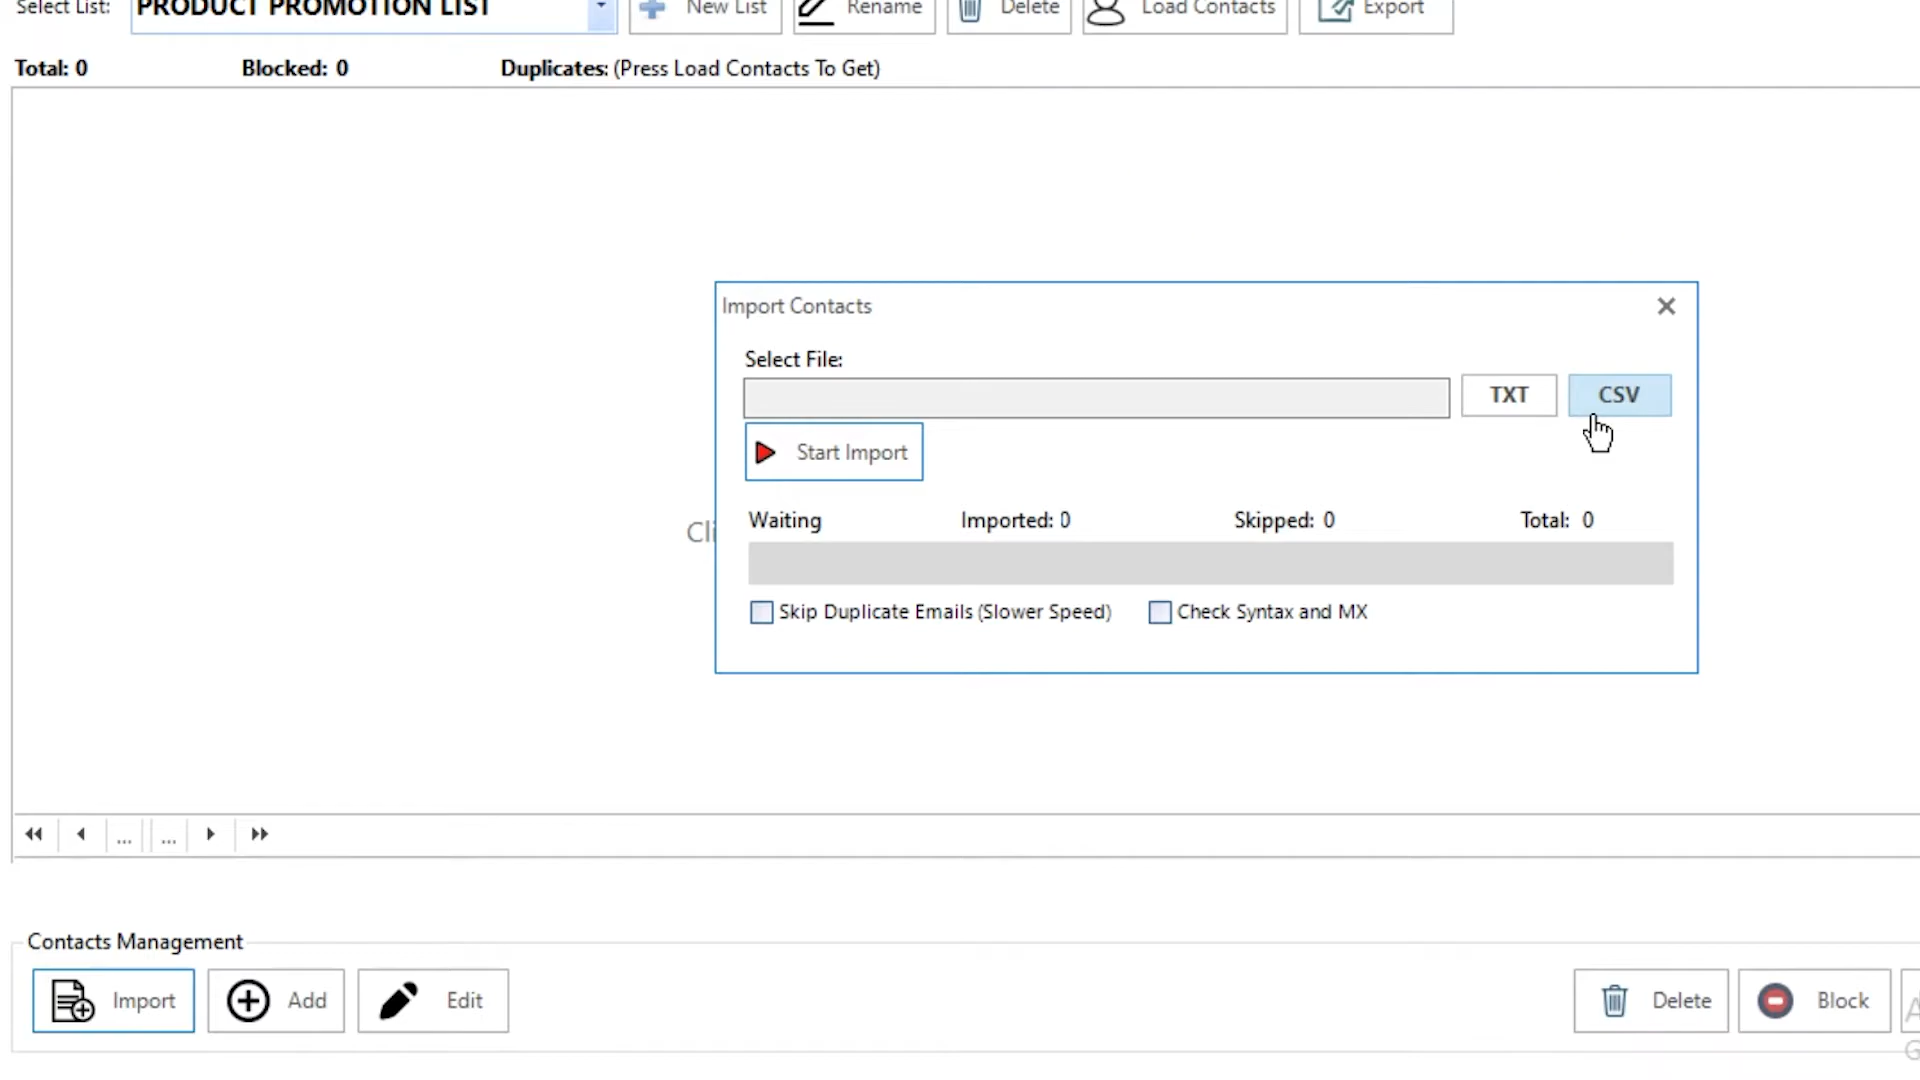 Select List: PRODUCT PROMOTION LIST New List Rename Delete Load Contacts Export
Total: 0 Blocked: 0 Duplicates: (Press Load Contacts To Get)
Import Contacts
Select File:
TXT CSV
Start Import
Cli
Waiting Imported: 0 Skipped: 0 Total: 0
Skip Duplicate Emails (Slower Speed) Check Syntax and MX
... ...
Contacts Management
Import Add Edit Delete Block